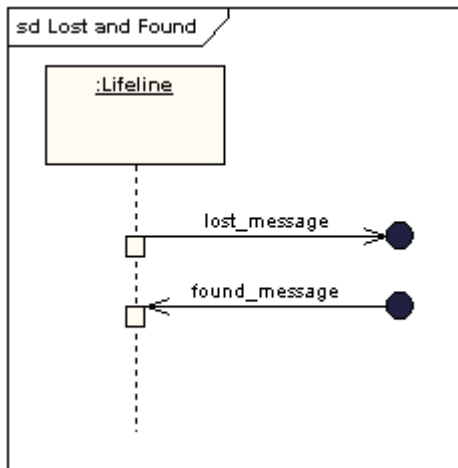 sd Lost and Found
:Lifeline
lost_message
found_message